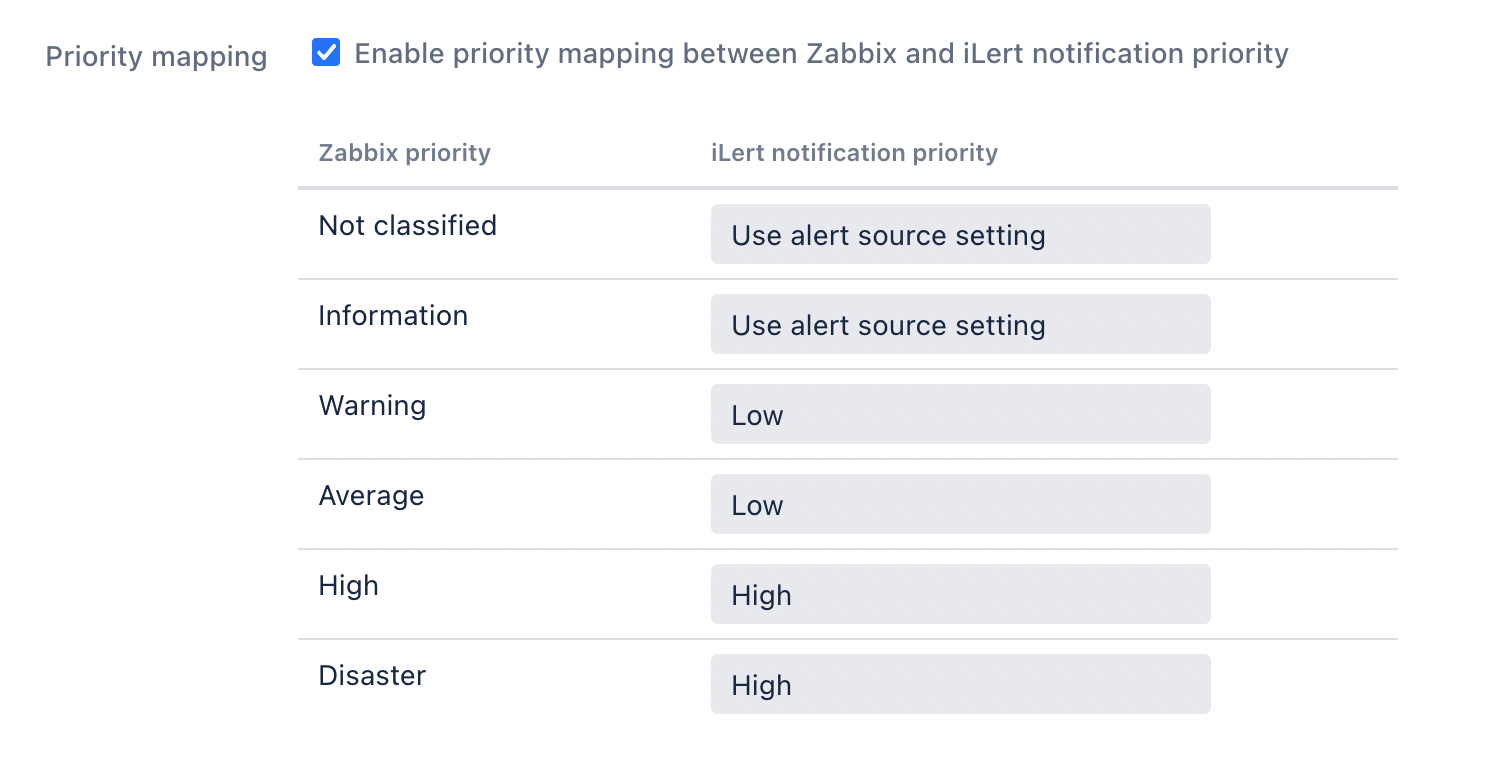 Priority mapping Enable priority mapping between Zabbix and iLert notification priority
Zabbix priority iLert notification priority
Not classified Use alert source setting
Information Use alert source setting
Warning Low
Average Low
High High
Disaster High